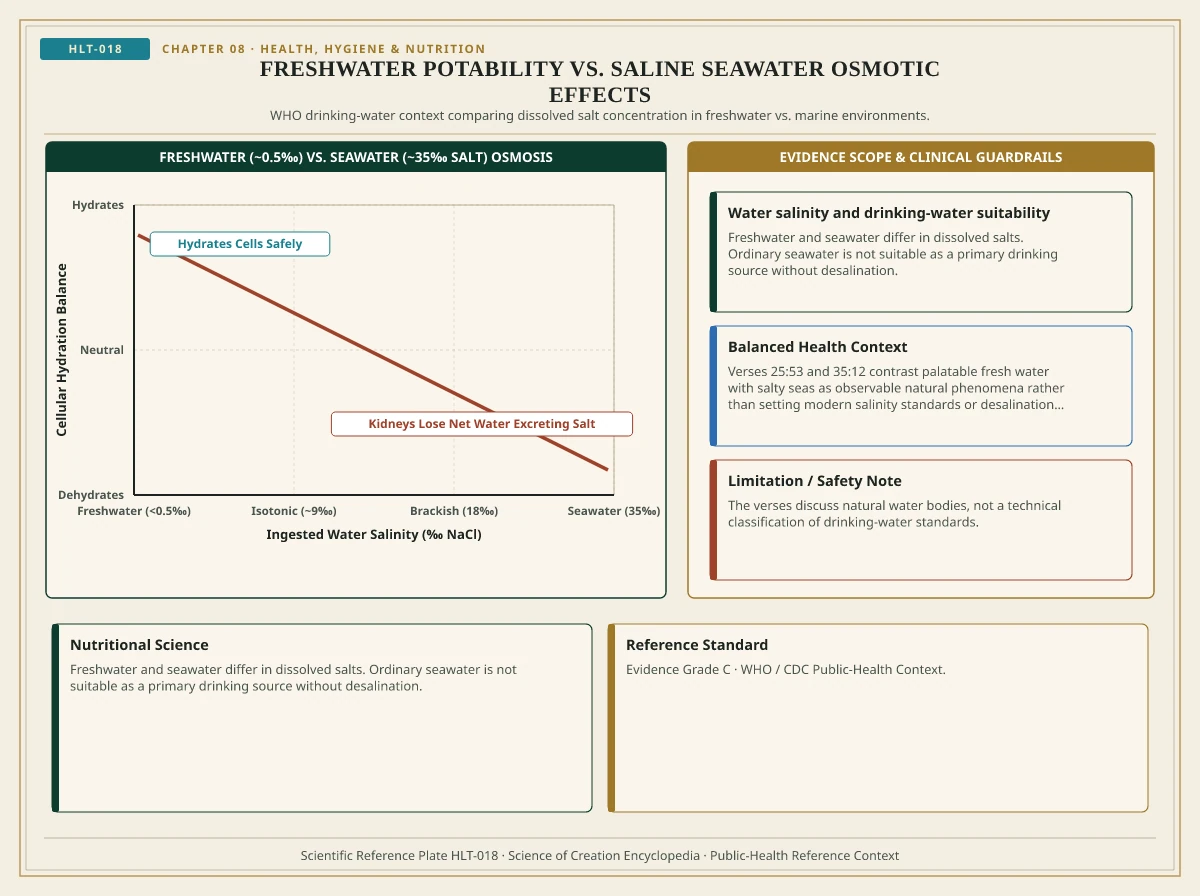 HLT-018
CHAPTER 08 · HEALTH, HYGIENE & NUTRITION
FRESHWATER POTABILITY VS. SALINE SEAWATER OSMOTIC
EFFECTS
WHO drinking-water context comparing dissolved salt concentration in freshwater vs. marine environments.
FRESHWATER (~0.5‰) VS. SEAWATER (~35‰ SALT) OSMOSIS
Hydrates
Hydrates Cells Safely
Cellular Hydration Balance
Neutral
Kidneys Lose Net Water Excreting Salt
Dehydrates
Freshwater (<0.5‰)
Isotonic (~9‰)
Brackish (18‰)
Seawater (35‰)
Ingested Water Salinity (‰ NaCl)
EVIDENCE SCOPE & CLINICAL GUARDRAILS
Water salinity and drinking-water suitability
Freshwater and seawater differ in dissolved salts.
Ordinary seawater is not suitable as a primary drinking
source without desalination.
Balanced Health Context
Verses 25:53 and 35:12 contrast palatable fresh water
with salty seas as observable natural phenomena rather
than setting modern salinity standards or desalination...
Limitation / Safety Note
The verses discuss natural water bodies, not a technical
classification of drinking-water standards.
Nutritional Science
Freshwater and seawater differ in dissolved salts. Ordinary seawater is not
suitable as a primary drinking source without desalination.
Reference Standard
Evidence Grade C · WHO / CDC Public-Health Context.
Scientific Reference Plate HLT-018 · Science of Creation Encyclopedia · Public-Health Reference Context